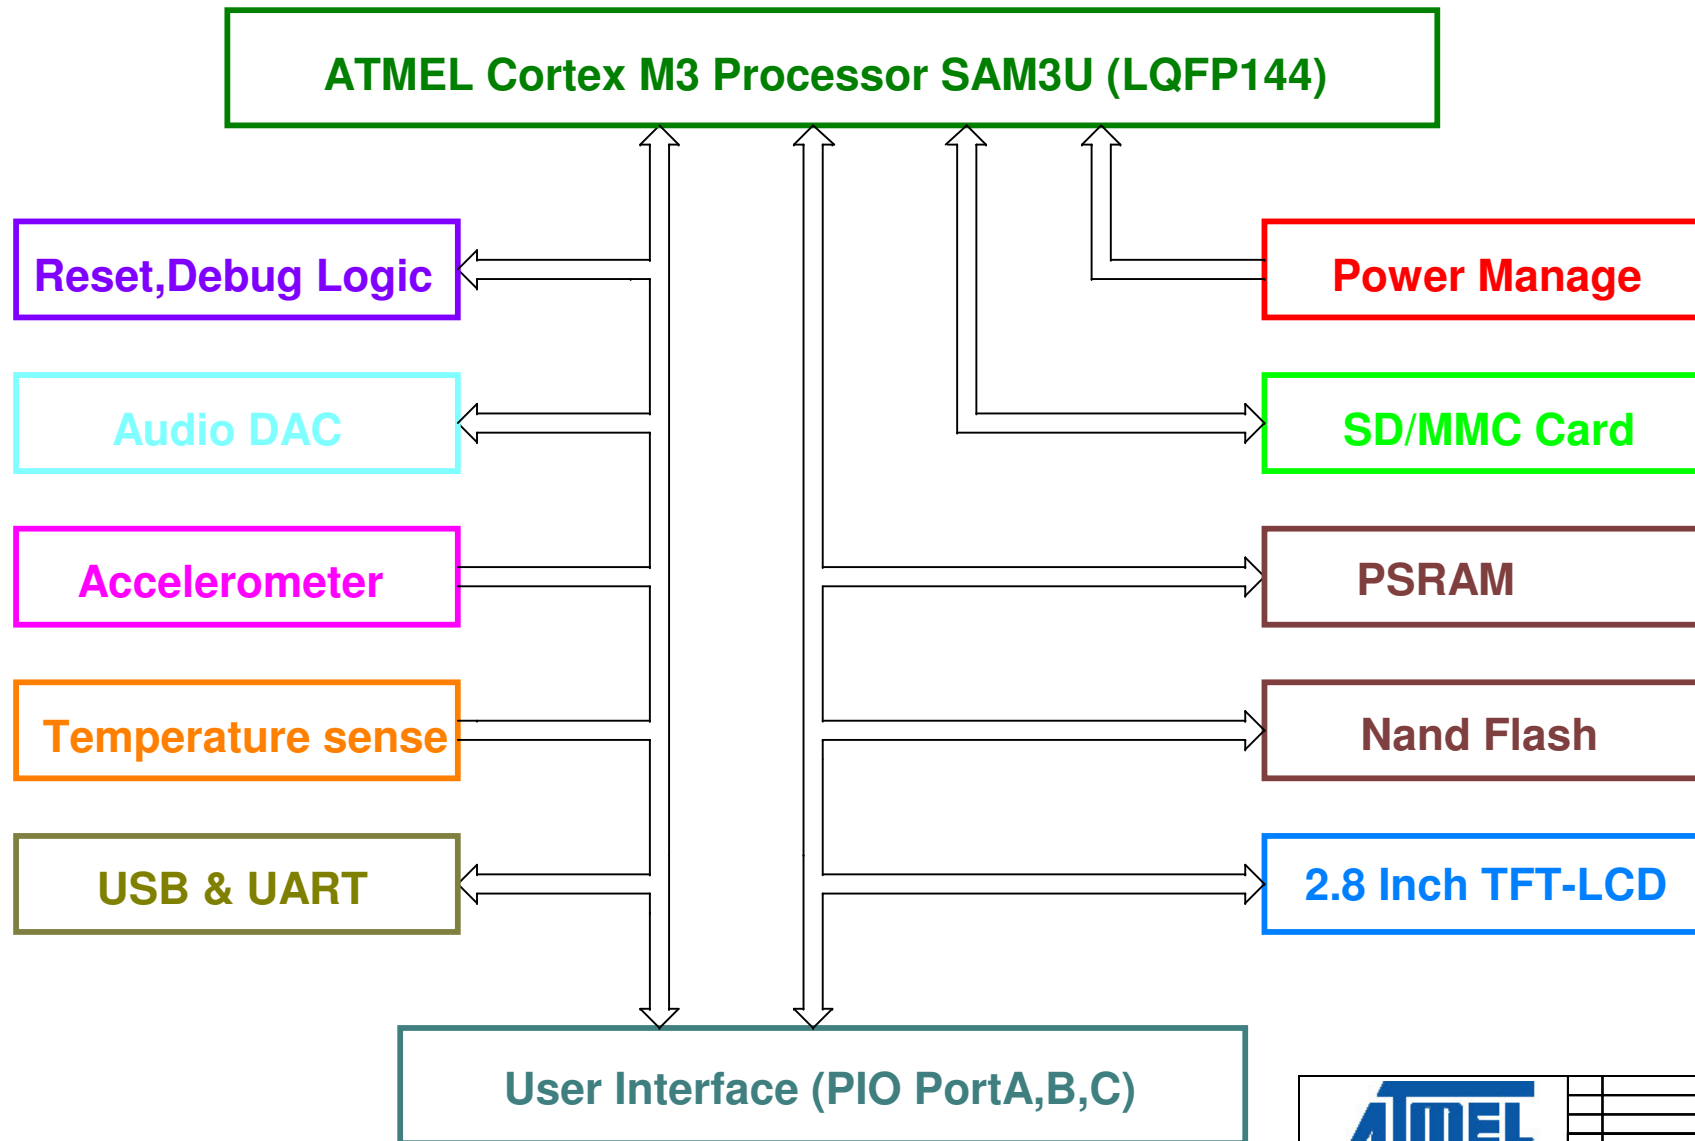 ATMEL Cortex M3 Processor SAM3U (LQFP144)
Reset,Debug Logic
Power Manage
Audio DAC
SD/MMC Card
Accelerometer
PSRAM
Temperature sense
Nand Flash
USB & UART
2.8 Inch TFT-LCD
User Interface (PIO PortA,B,C)
ATMEL